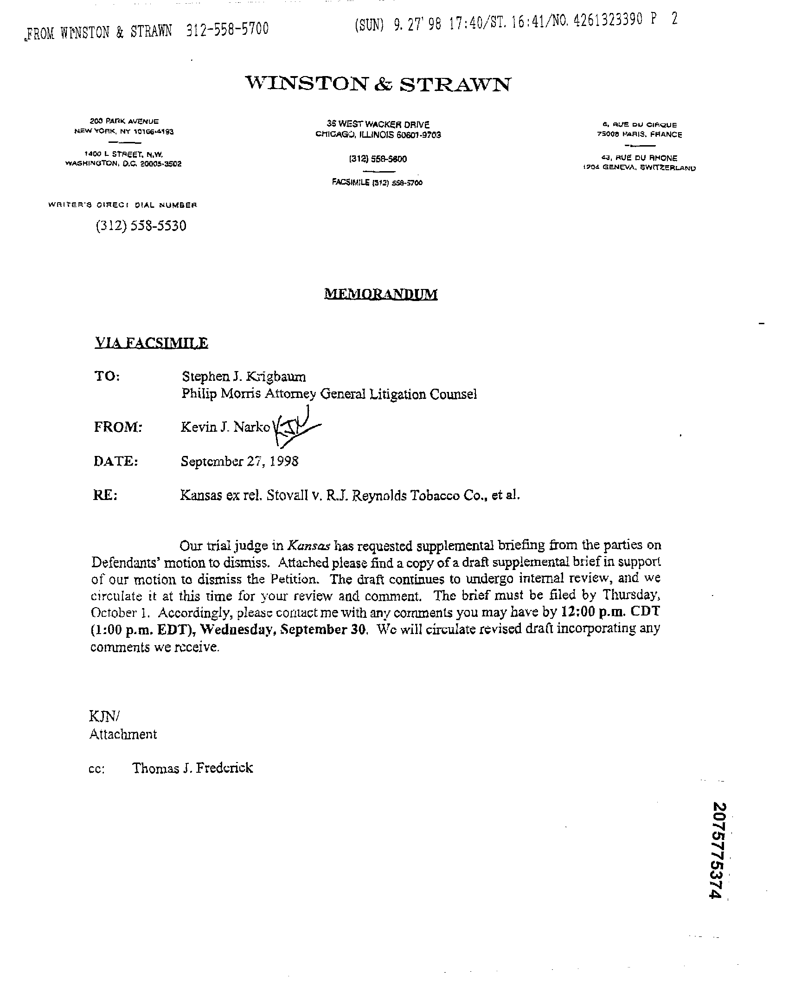 FROM WINSTON & STRAWN 312-558-5700 (SUN) 9. 27' 98 17:40/ST. 16:41/NO. 4261323390 P 2
WINSTON & STRAWN
200 PARK AVENUE
NEW YORK, NY 10166-4193
1400 L STREET, N.W.
WASHINGTON, D.C. 20005-3502
35 WEST WACKER DRIVE
CHICAGO, ILLINOIS 60601-9703
(312) 558-5600
FACSIMILE (312) 558-5700
6, RUE DU CIRQUE
75008 PARIS, FRANCE
43, RUE DU RHONE
1204 GENEVA, SWITZERLAND
WRITER'S DIRECT DIAL NUMBER
(312) 558-5530
MEMORANDUM
VIA FACSIMILE
TO: Stephen J. Krigbaum
Philip Morris Attorney General Litigation Counsel
FROM: Kevin J. Narko KJN
DATE: September 27, 1998
RE: Kansas ex rel. Stovall v. R.J. Reynolds Tobacco Co., et al.
Our trial judge in Kansas has requested supplemental briefing from the parties on
Defendants' motion to dismiss. Attached please find a copy of a draft supplemental brief in support
of our motion to dismiss the Petition. The draft continues to undergo internal review, and we
circulate it at this time for your review and comment. The brief must be filed by Thursday,
October 1. Accordingly, please contact me with any comments you may have by 12:00 p.m. CDT
(1:00 p.m. EDT), Wednesday, September 30. We will circulate revised draft incorporating any
comments we receive.
KJN/
Attachment
cc: Thomas J. Frederick
2075775374